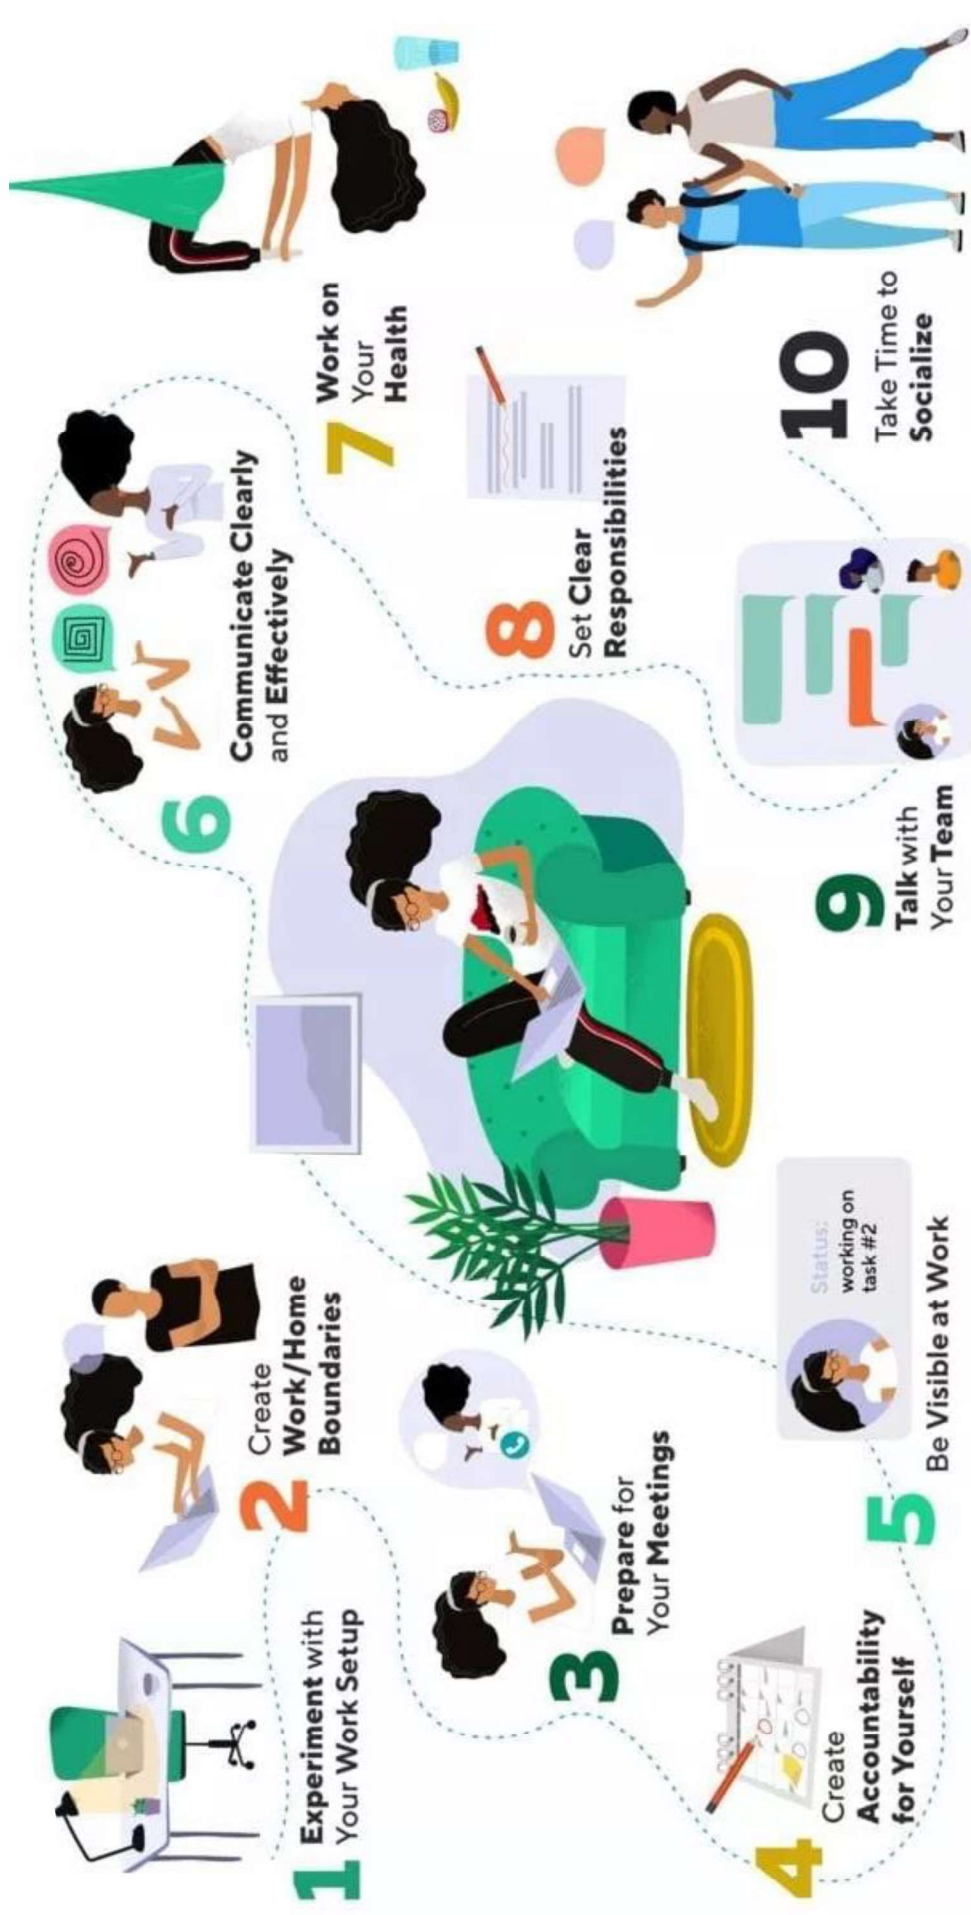 1
Experiment with
Your Work Setup
2
Create
Work/Home
Boundaries
3
Prepare for
Your Meetings
4
Create
Accountability
for Yourself
5
Status:
working on
task #2
Be Visible at Work
6
Communicate Clearly
and Effectively
7
Work on
Your
Health
8
Set Clear
Responsibilities
9
Talk with
Your Team
10
Take Time to
Socialize